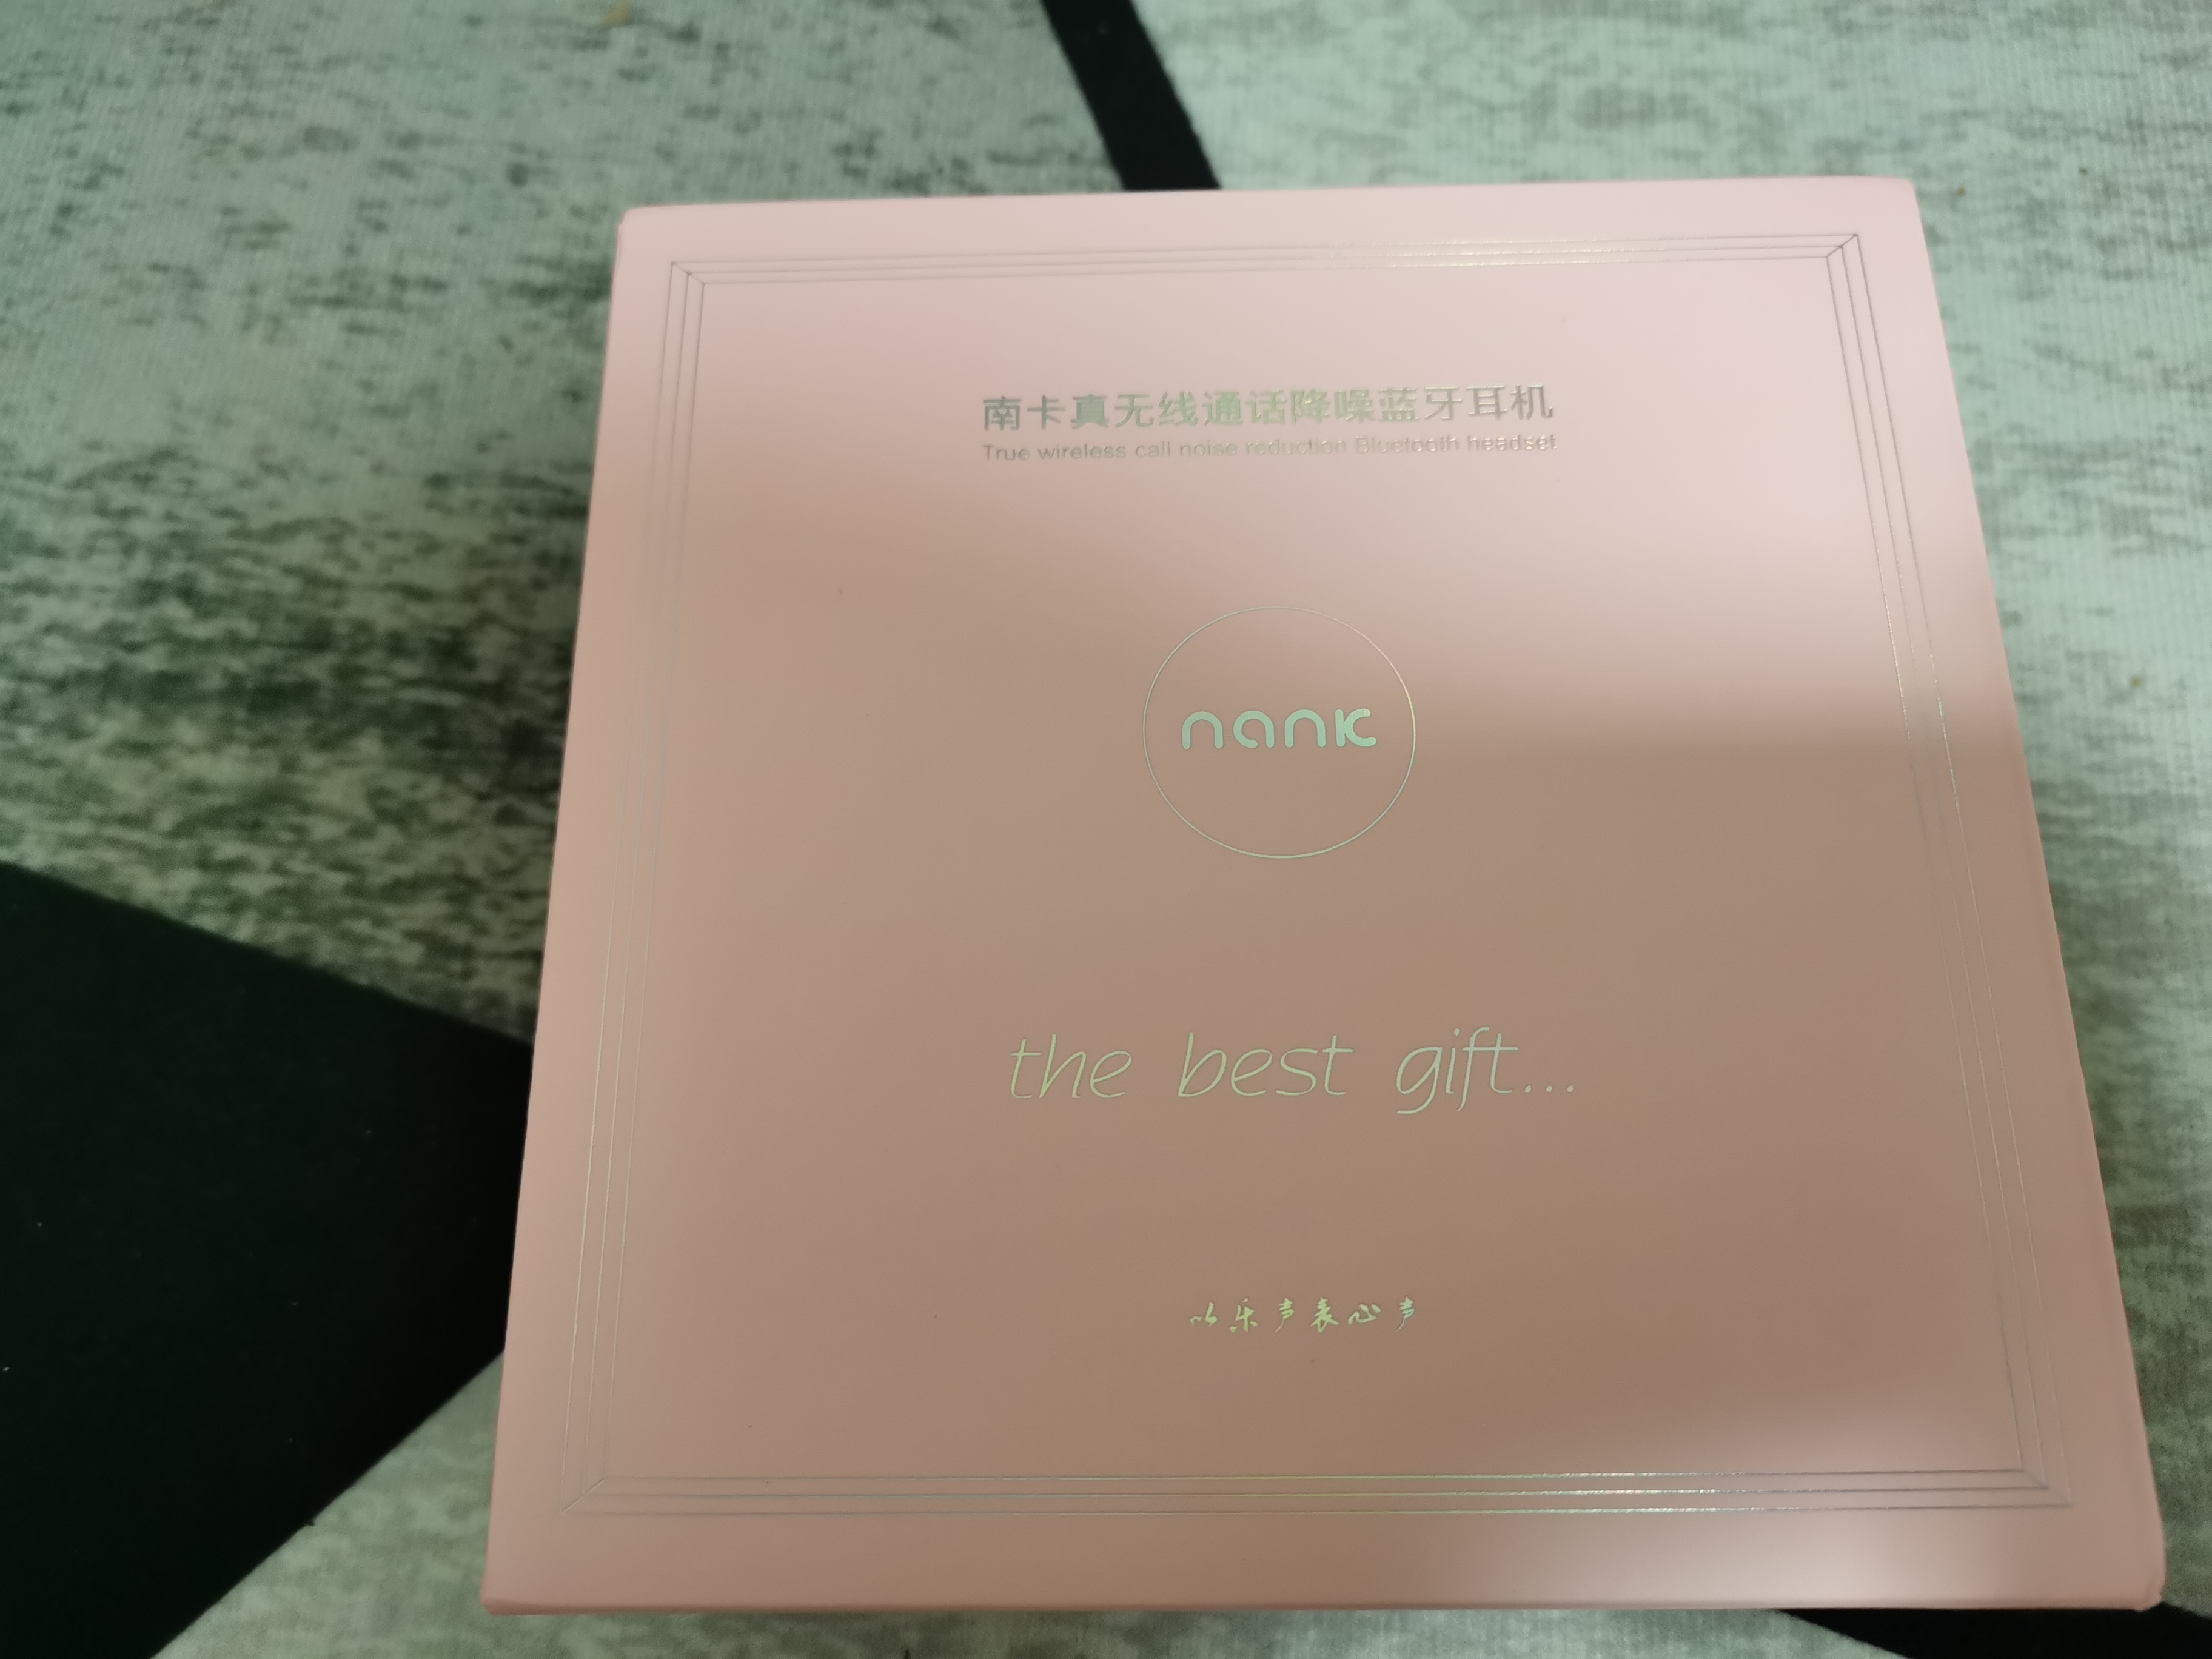 南卡真无线通话降噪蓝牙耳机
True wireless call noise reduction Bluetooth headset
nank
the best gift...
以乐声表心声